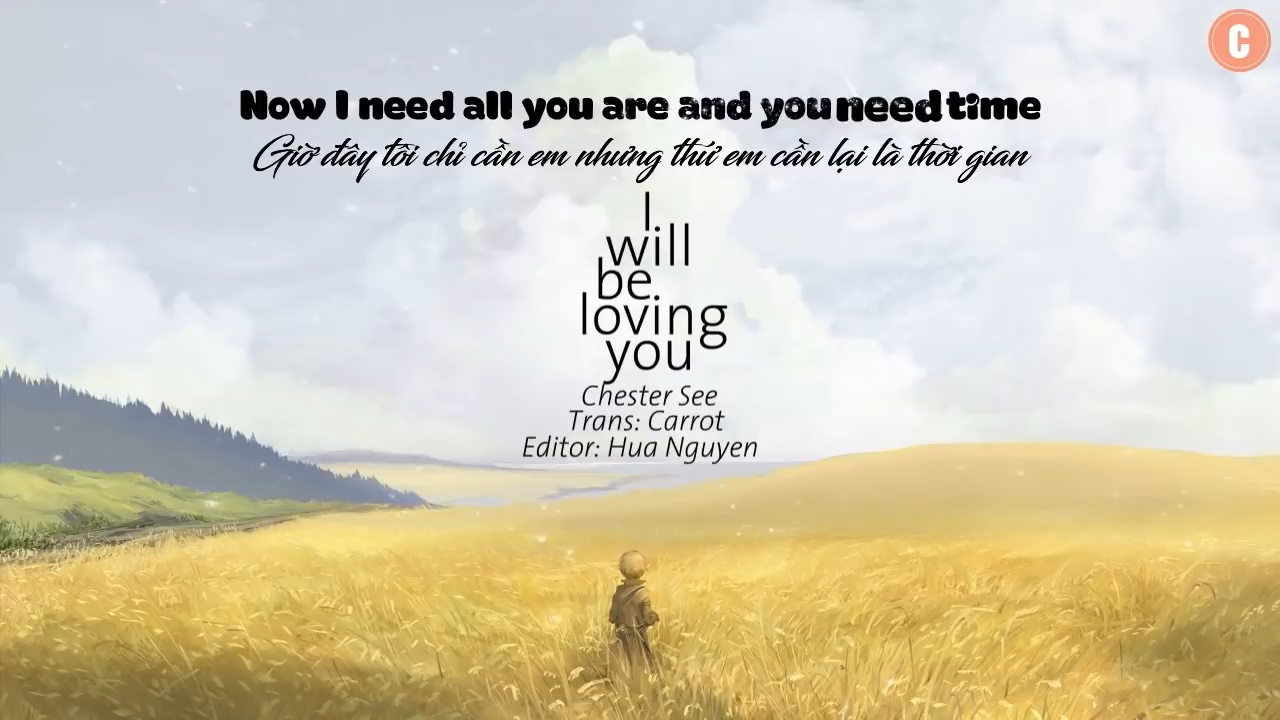 C
Now I need all you are and you need time
Giờ đây tôi chỉ cần em nhưng thứ em cần lại là thời gian
I
will
be
loving
you
Chester See
Trans: Carrot
Editor: Hua Nguyen